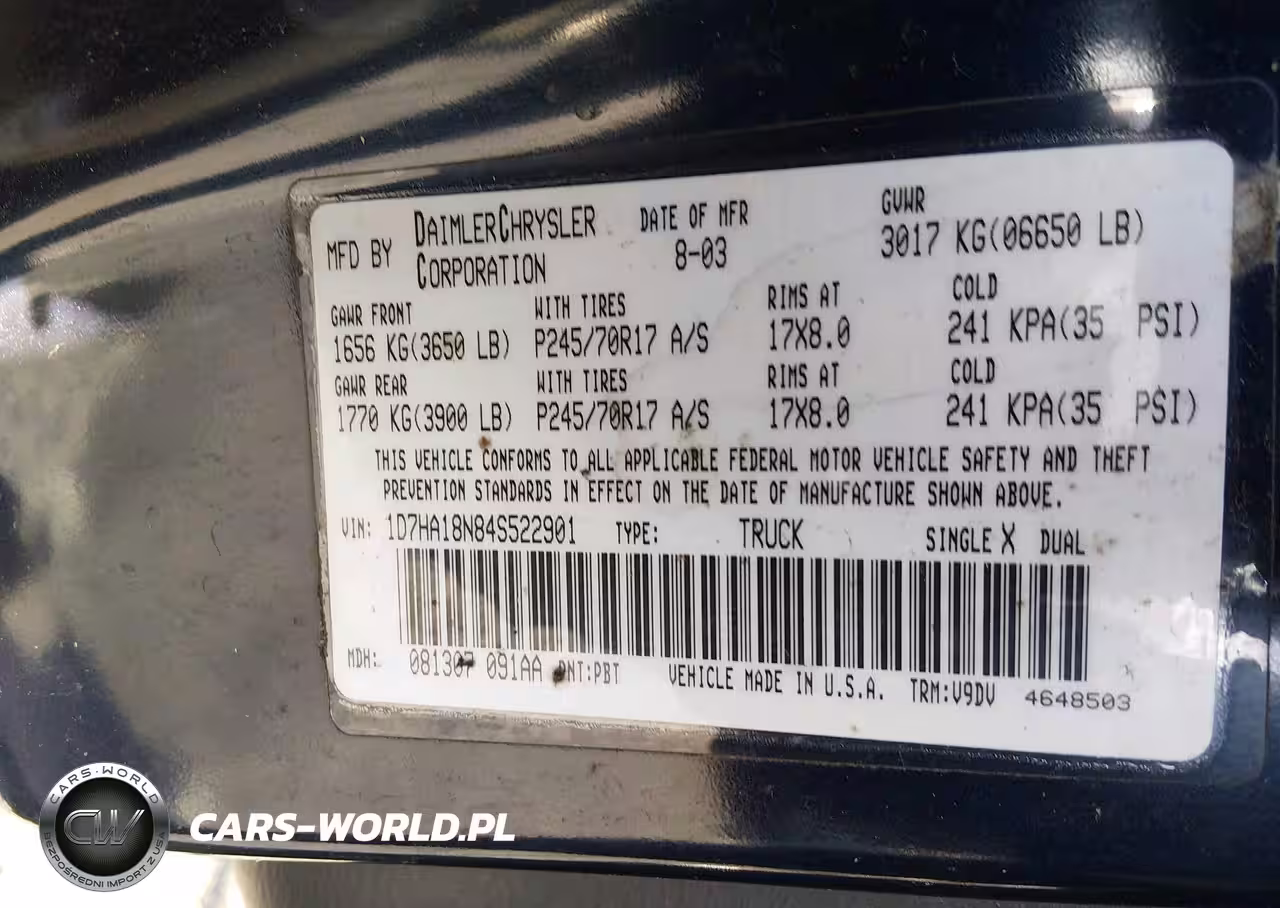 MFD BY DAIMLERCHRYSLER CORPORATION DATE OF MFR 8-03 GVWR 3017 KG(06650 LB)
GAWR FRONT WITH TIRES RIMS AT COLD
1656 KG(3650 LB) P245/70R17 A/S 17X8.0 241 KPA(35 PSI)
GAWR REAR WITH TIRES RIMS AT COLD
1770 KG(3900 LB) P245/70R17 A/S 17X8.0 241 KPA(35 PSI)
THIS VEHICLE CONFORMS TO ALL APPLICABLE FEDERAL MOTOR VEHICLE SAFETY AND THEFT
PREVENTION STANDARDS IN EFFECT ON THE DATE OF MANUFACTURE SHOWN ABOVE.
VIN: 1D7HA18N84S522901 TYPE: TRUCK SINGLE X DUAL
MDH: 081307 091AA PNT:PBT VEHICLE MADE IN U.S.A. TRM:V9DV 4648503
CARS-WORLD
CW
BEZPOŚREDNI IMPORT Z USA
CARS-WORLD.PL